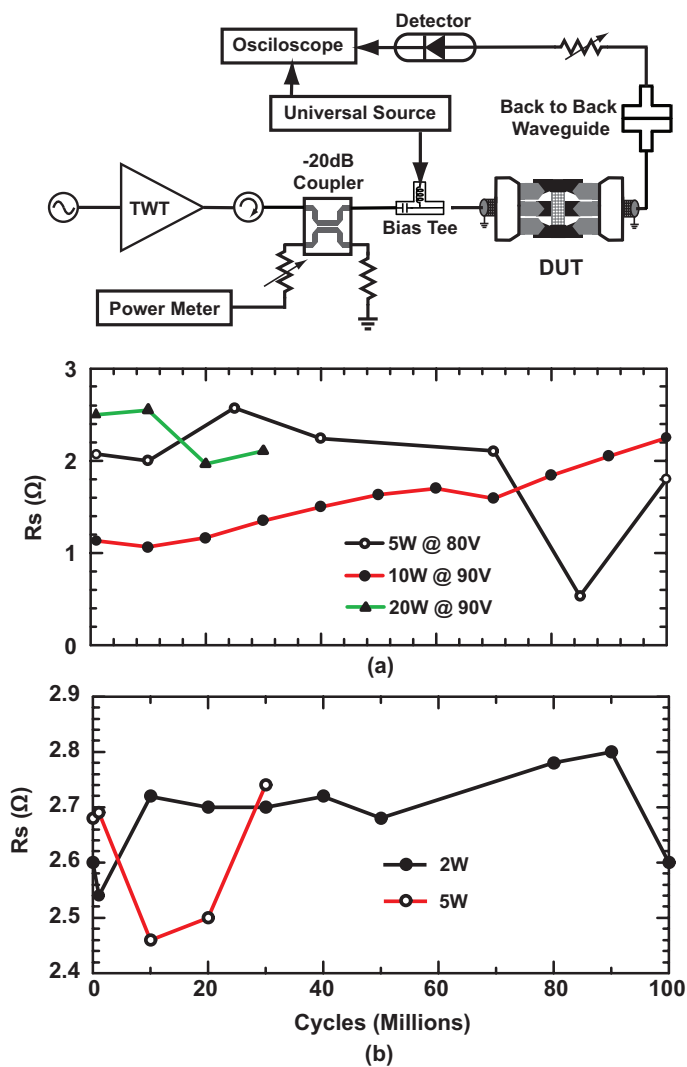 Detector
Osciloscope
Universal Source
Back to Back
Waveguide
-20dB
Coupler
TWT
Bias Tee
DUT
Power Meter
3
2
1
0
Rs (Ω)
5W @ 80V
10W @ 90V
20W @ 90V
(a)
2.9
2.8
2.7
2.6
2.5
2.4
Rs (Ω)
2W
5W
0 20 40 60 80 100
Cycles (Millions)
(b)